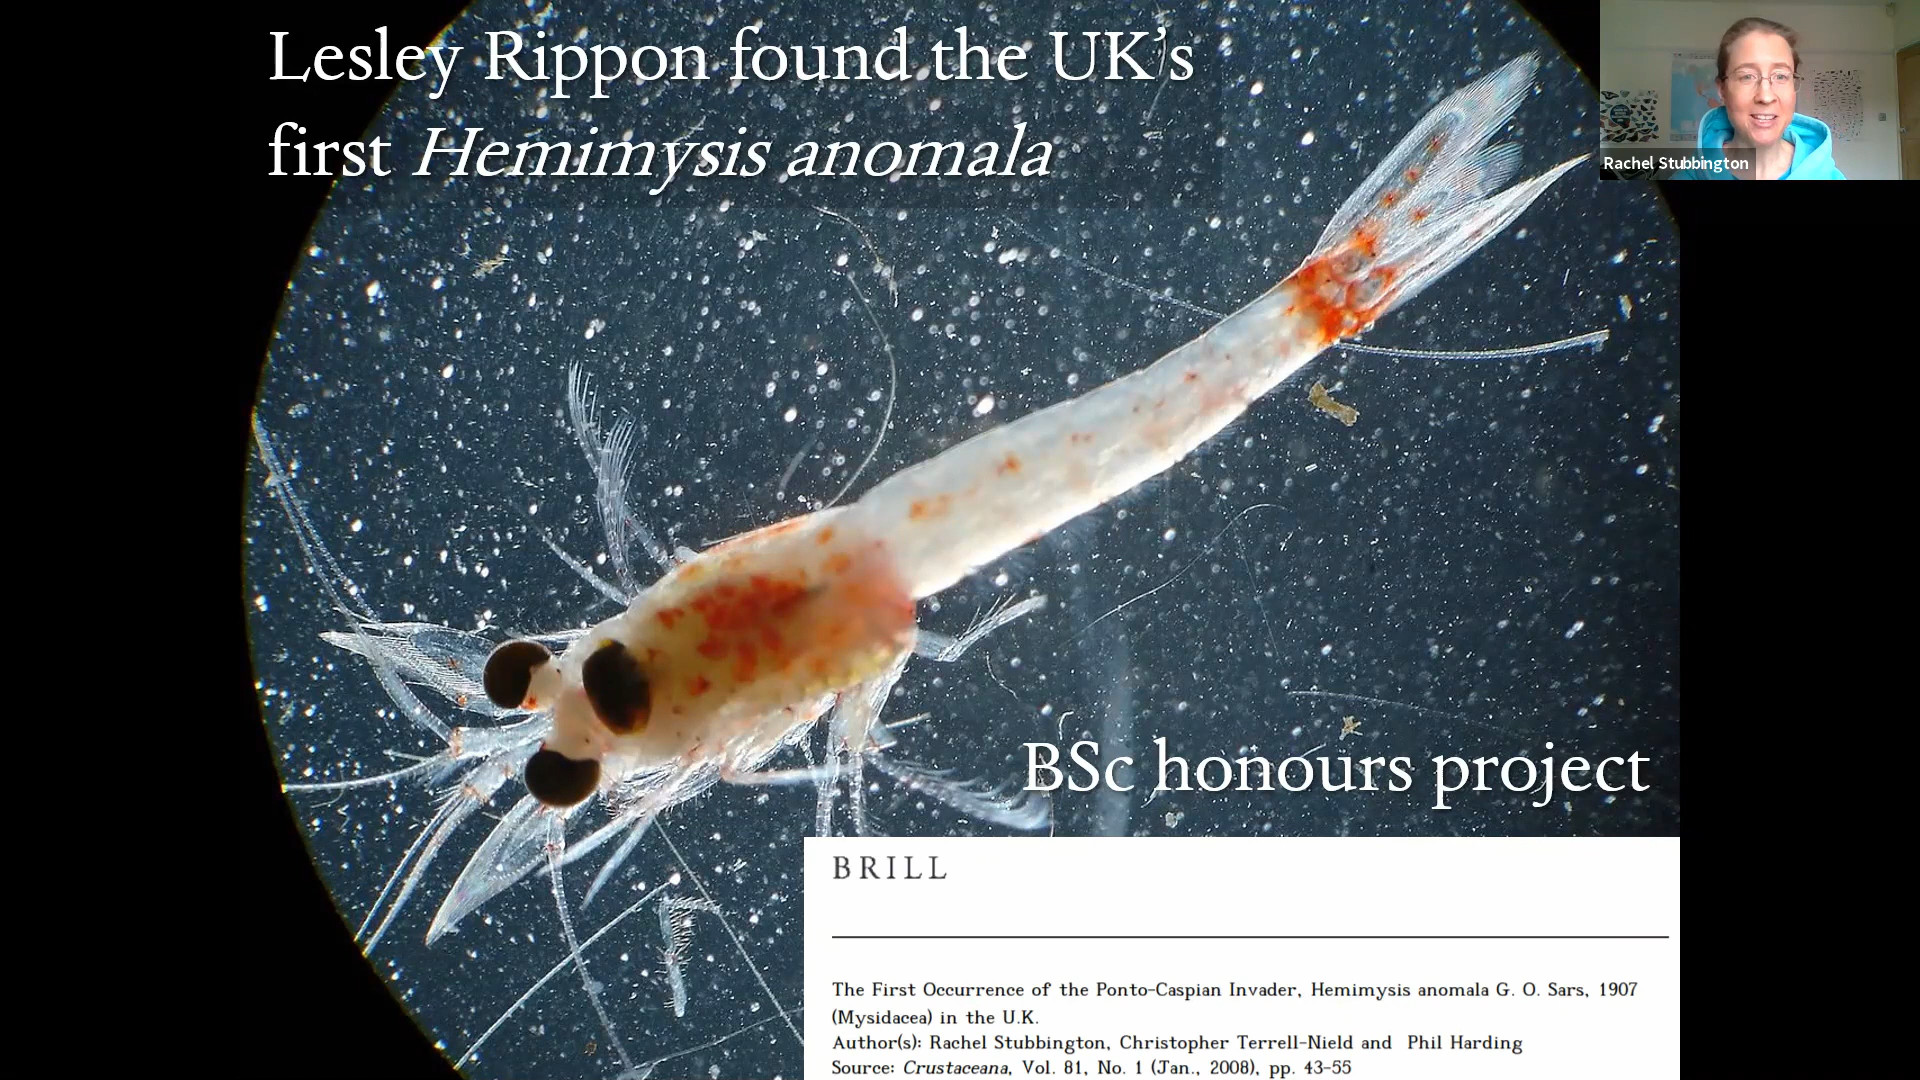 Lesley Rippon found the UK’s
first Hemimysis anomala
Rachel Stubbington
BSc honours project
BRILL
The First Occurrence of the Ponto-Caspian Invader, Hemimysis anomala G. O. Sars, 1907
(Mysidacea) in the U.K.
Author(s): Rachel Stubbington, Christopher Terrell-Nield and Phil Harding
Source: Crustaceana, Vol. 81, No. 1 (Jan., 2008), pp. 43-55